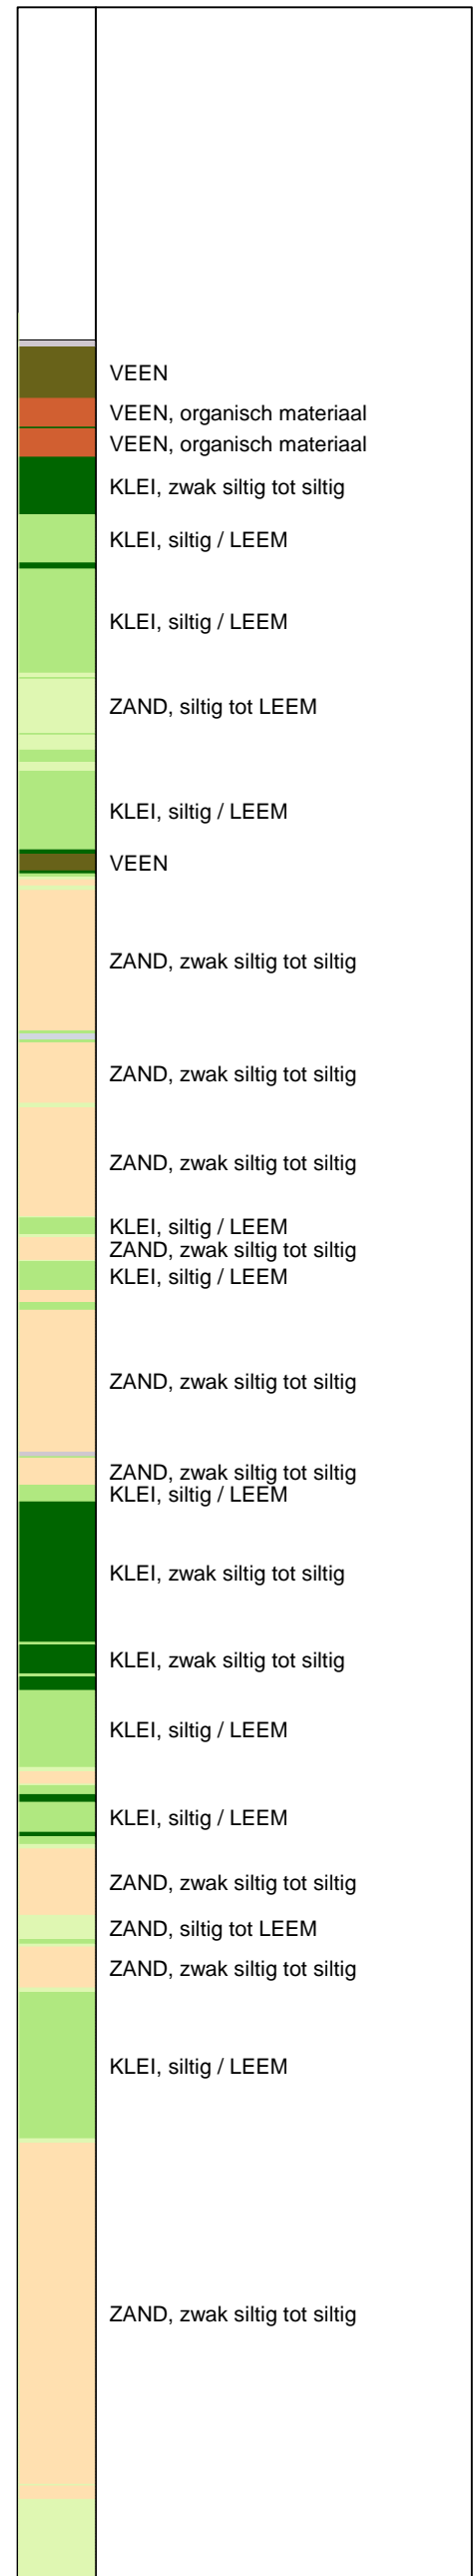 VEEN
VEEN, organisch materiaal
VEEN, organisch materiaal
KLEI, zwak siltig tot siltig
KLEI, siltig / LEEM
KLEI, siltig / LEEM
ZAND, siltig tot LEEM
KLEI, siltig / LEEM
VEEN
ZAND, zwak siltig tot siltig
ZAND, zwak siltig tot siltig
ZAND, zwak siltig tot siltig
KLEI, siltig / LEEM
ZAND, zwak siltig tot siltig
KLEI, siltig / LEEM
ZAND, zwak siltig tot siltig
ZAND, zwak siltig tot siltig
KLEI, siltig / LEEM
KLEI, zwak siltig tot siltig
KLEI, zwak siltig tot siltig
KLEI, siltig / LEEM
KLEI, siltig / LEEM
ZAND, zwak siltig tot siltig
ZAND, siltig tot LEEM
ZAND, zwak siltig tot siltig
KLEI, siltig / LEEM
ZAND, zwak siltig tot siltig